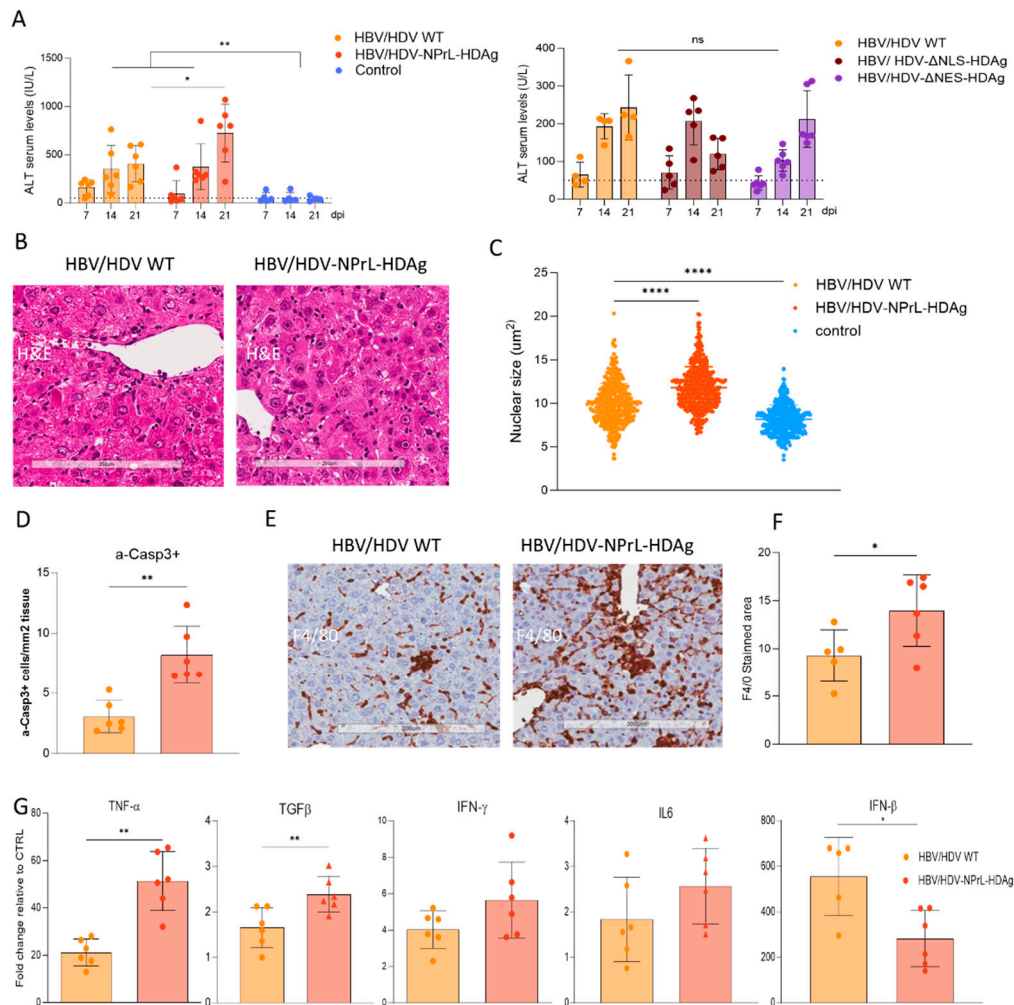 A
ALT serum levels (IU/L)
1500
1000
500
0
**
*
HBV/HDV WT
HBV/HDV-NPrL-HDAg
Control
7 14 21 7 14 21 7 14 21 dpi
ALT serum levels (U/L)
400
300
200
100
0
ns
HBV/HDV WT
HBV/ HDV-ΔNLS-HDAg
HBV/HDV-ΔNES-HDAg
7 14 21 7 14 21 7 14 21 dpi
B
HBV/HDV WT HBV/HDV-NPrL-HDAg
H&E H&E
200um 200um
C
Nuclear size (um²)
25
20
15
10
5
0
****
****
HBV/HDV WT
HBV/HDV-NPrL-HDAg
control
D
a-Casp3+
a-Casp3+ cells/mm2 tissue
15
10
5
0
**
E
HBV/HDV WT HBV/HDV-NPrL-HDAg
F4/80 F4/80
200um 200um
F
F4/0 Stainned area
20
15
10
5
0
*
G
TNF-α
Fold change relative to CTRL
80
60
40
20
0
**
TGFβ
4
3
2
1
0
**
IFN-γ
10
8
6
4
2
0
IL6
4
3
2
1
0
IFN-β
800
600
400
200
0
*
HBV/HDV WT
HBV/HDV-NPrL-HDAg